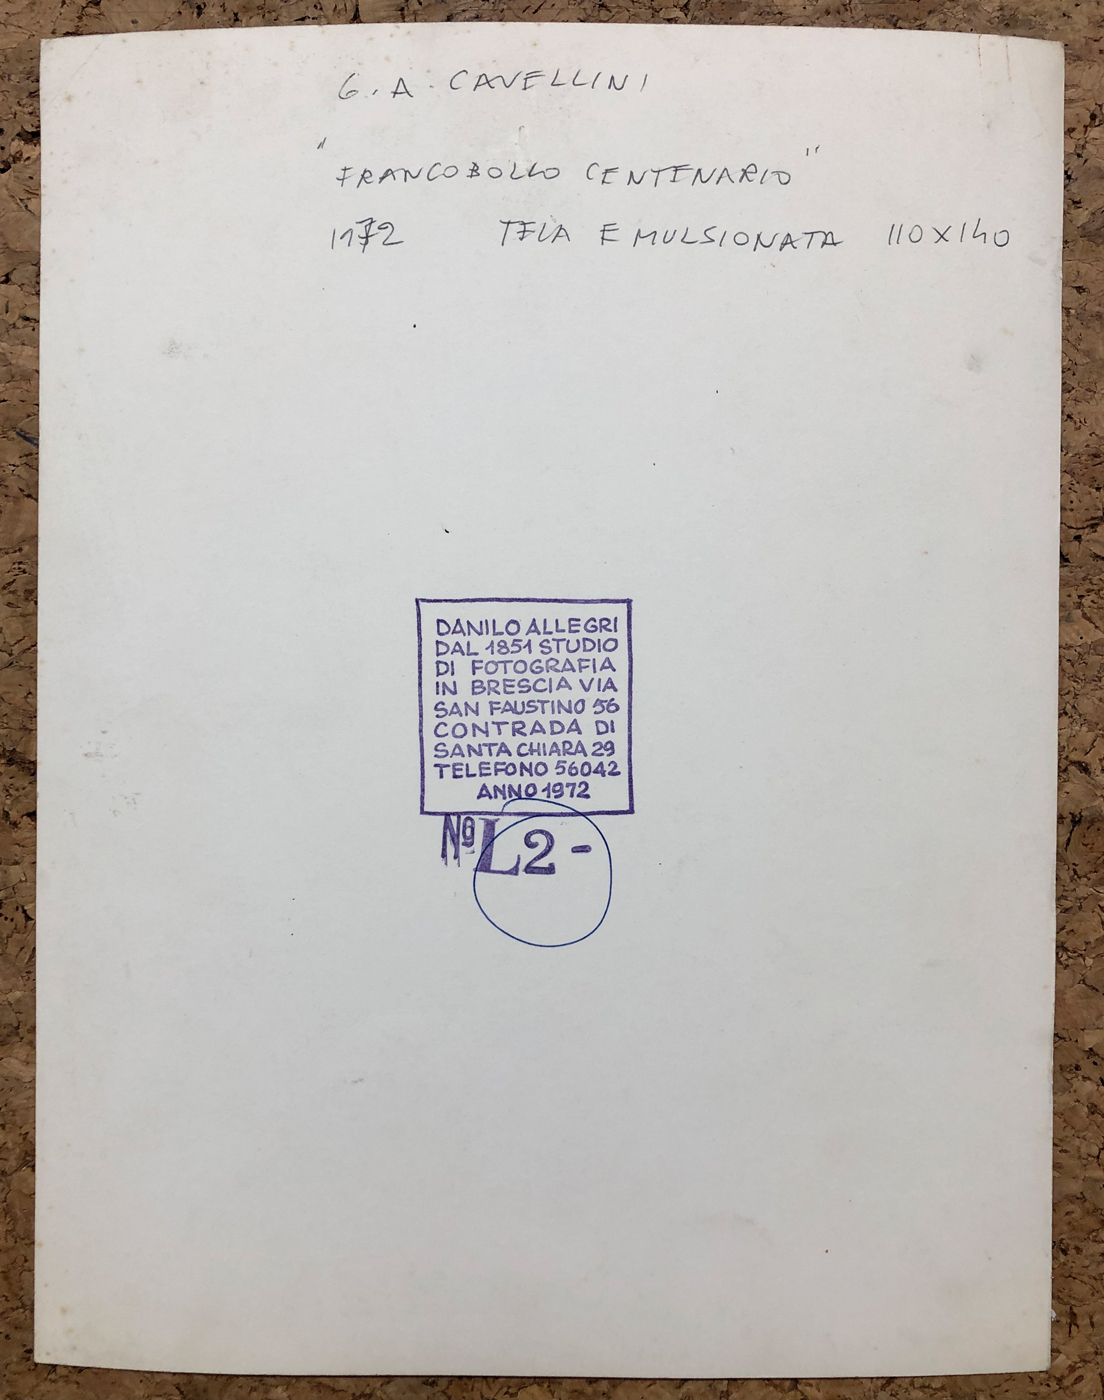 G. A. CAVELLINI
"FRANCOBOLLO CENTENARIO"
1972 TELA EMULSIONATA 110X140
DANILO ALLEGRI
DAL 1851 STUDIO
DI FOTOGRAFIA
IN BRESCIA VIA
SAN FAUSTINO 56
CONTRADA DI
SANTA CHIARA 29
TELEFONO 56042
ANNO 1972
Nº L2-